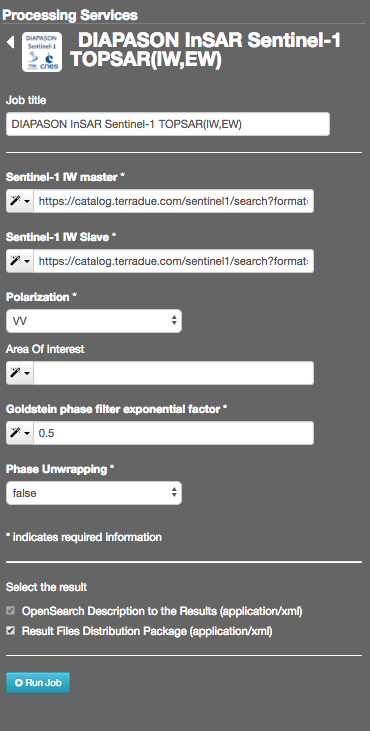 Processing Services
DIAPASON
Sentinel-1
cnes
DIAPASON InSAR Sentinel-1
TOPSAR(IW,EW)
Job title
DIAPASON InSAR Sentinel-1 TOPSAR(IW,EW)
Sentinel-1 IW master *
https://catalog.terradue.com/sentinel1/search?format
Sentinel-1 IW Slave *
https://catalog.terradue.com/sentinel1/search?format
Polarization *
VV
Area Of Interest
Goldstein phase filter exponential factor *
0.5
Phase Unwrapping *
false
* indicates required information
Select the result
OpenSearch Description to the Results (application/xml)
Result Files Distribution Package (application/xml)
Run Job